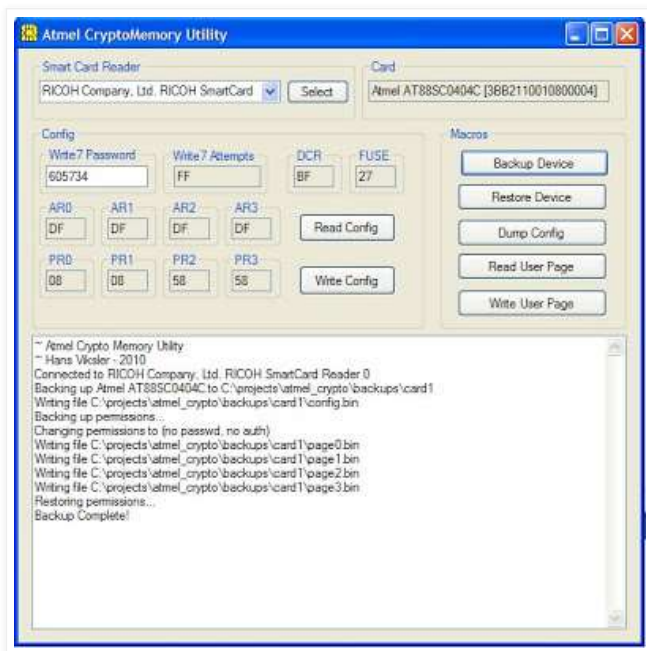 Atmel CryptoMemory Utility
Smart Card Reader
RICOH Company, Ltd. RICOH SmartCard
Select
Card
Atmel AT88SC0404C [3BB2110010800004]
Config
Write7 Password
Write7 Attempts
DCR
FUSE
605734
FF
BF
27
AR0
AR1
AR2
AR3
DF
DF
DF
DF
Read Config
PR0
PR1
PR2
PR3
08
08
58
58
Write Config
Macros
Backup Device
Restore Device
Dump Config
Read User Page
Write User Page
~ Atmel Crypto Memory Utility
~ Hans Viksler - 2010
Connected to RICOH Company, Ltd. RICOH SmartCard Reader 0
Backing up Atmel AT88SC0404C to C:\projects\atmel_crypto\backups\card1
Writing file C:\projects\atmel_crypto\backups\card1\config.bin
Backing up permissions...
Changing permissions to (no passwd, no auth)
Writing file C:\projects\atmel_crypto\backups\card1\page0.bin
Writing file C:\projects\atmel_crypto\backups\card1\page1.bin
Writing file C:\projects\atmel_crypto\backups\card1\page2.bin
Writing file C:\projects\atmel_crypto\backups\card1\page3.bin
Restoring permissions...
Backup Complete!